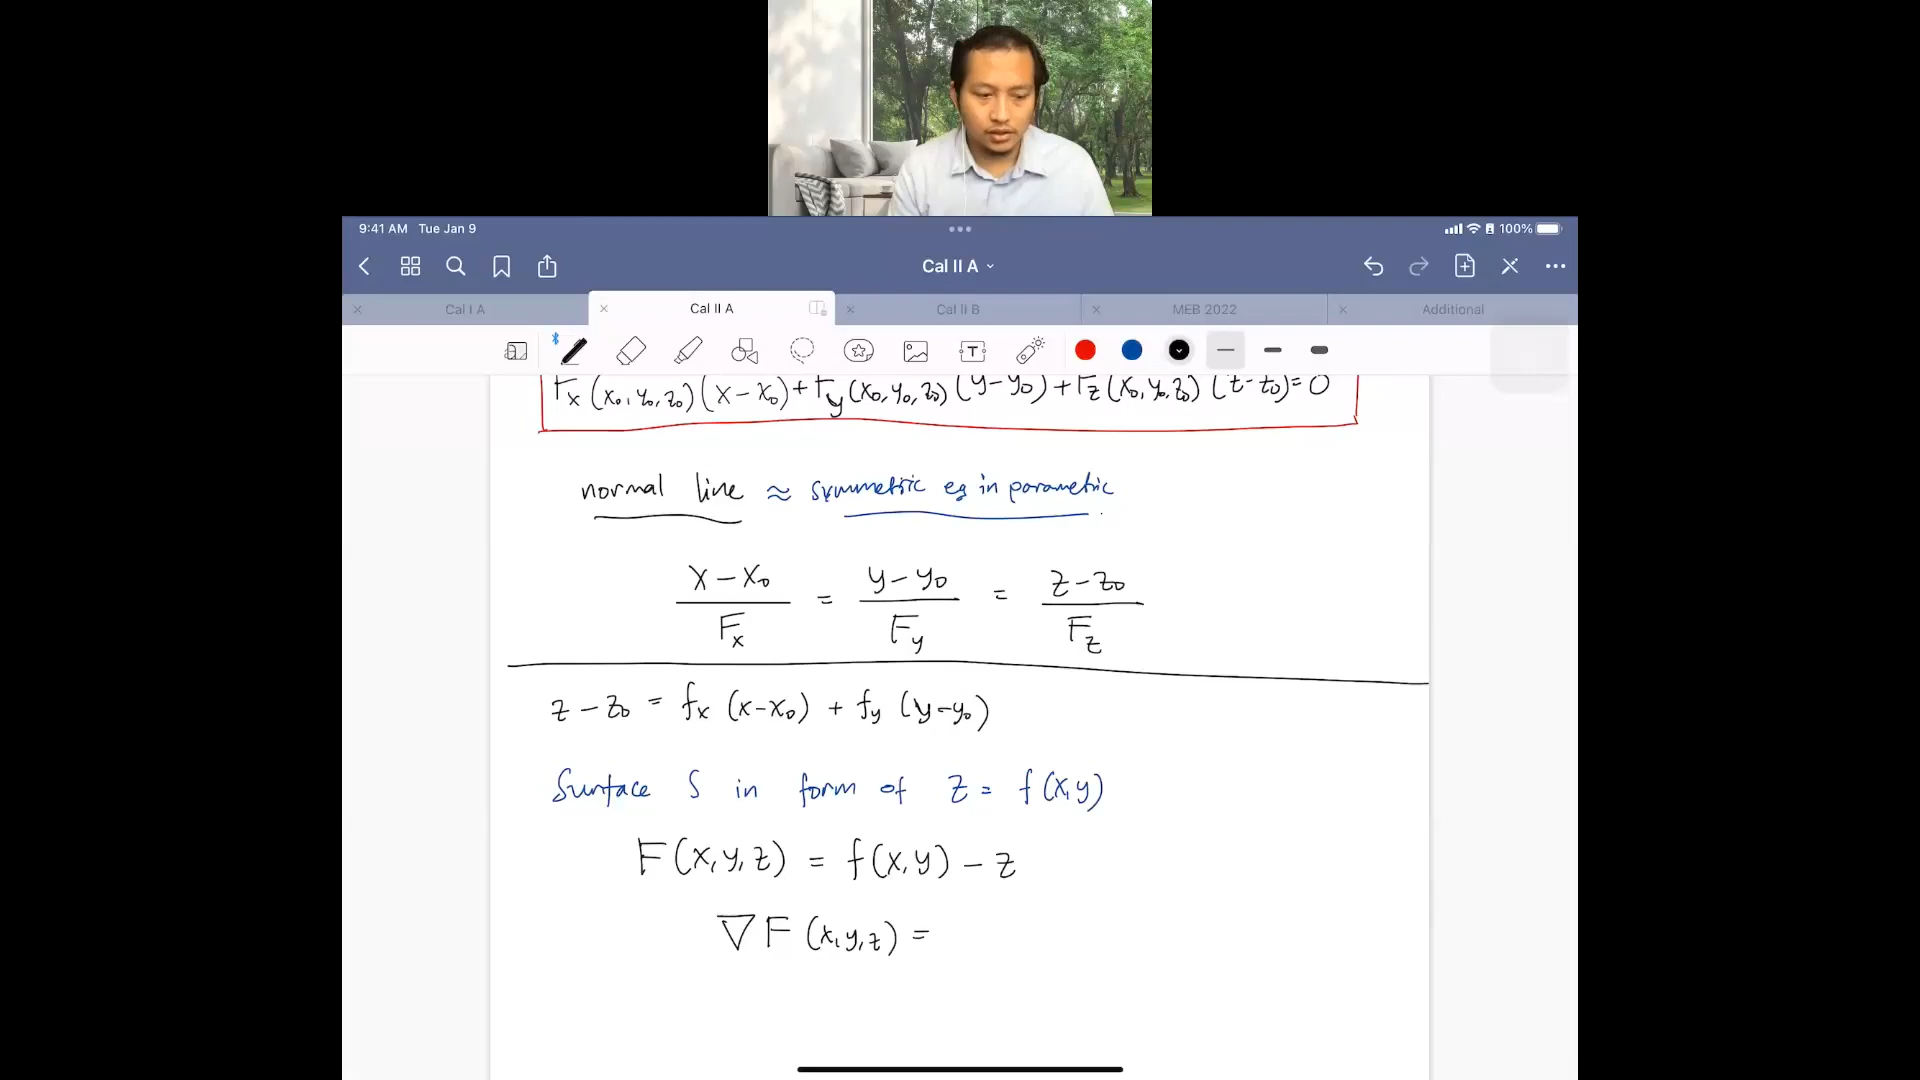 9:41 AM Tue Jan 9
100%
Cal II A
Cal I A
Cal II A
Cal II B
MEB 2022
Additional
T
Fx (x0, y0, z0) (x - x0) + Fy (x0, y0, z0) (y - y0) + Fz (x0, y0, z0) (z - z0) = 0
normal line ≈ symmetric eq in parametric
x - x0 / Fx = y - y0 / Fy = z - z0 / Fz
z - z0 = fx (x - x0) + fy (y - y0)
Surface S in form of z = f(x,y)
F(x,y,z) = f(x,y) - z
∇F (x,y,z) =